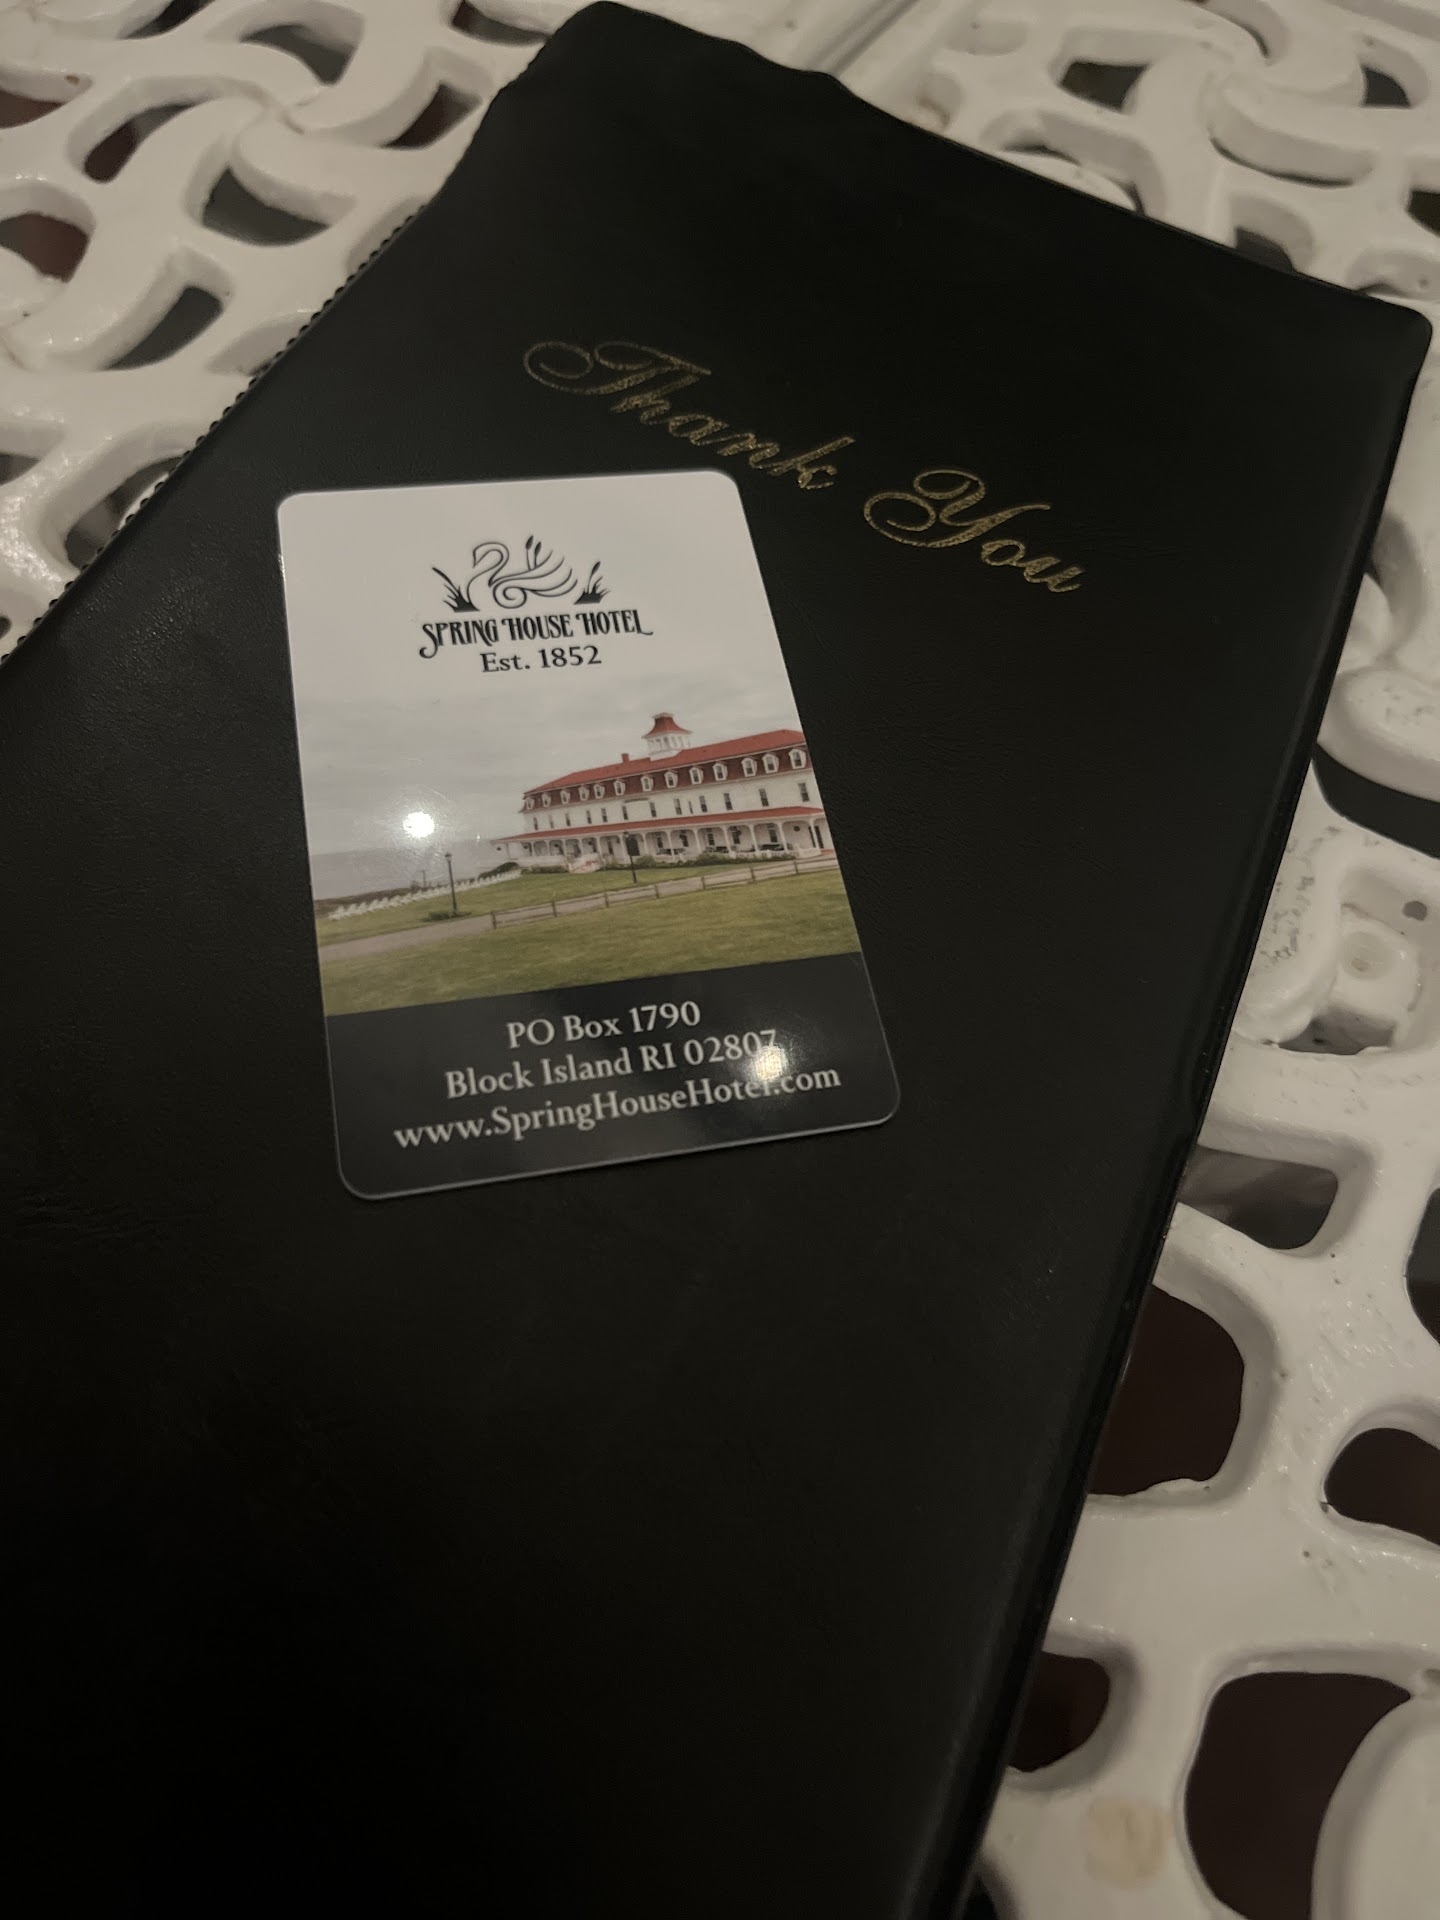 Thank You
SPRING HOUSE HOTEL
Est. 1852
PO Box 1790
Block Island RI 02807
www.SpringHouseHotel.com